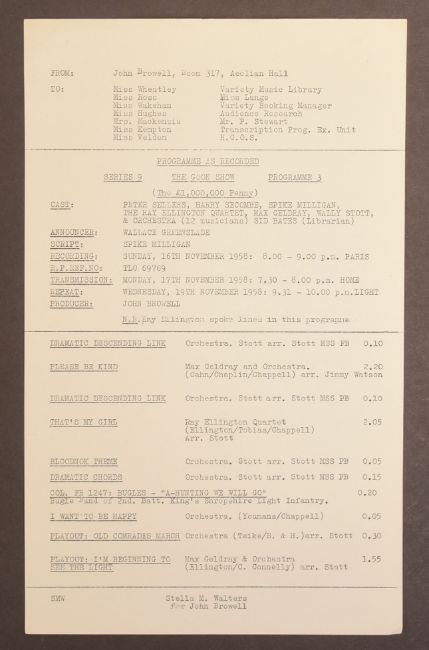 FROM: John Browell, Room 317, Aeolian Hall
TO: Miss Wheatley Variety Music Library
Miss Ross Miss Lange
Miss Wakeham Variety Booking Manager
Miss Hughes Audience Research
Mrs. Mackenzie Mr. P. Stewart
Miss Kempton Transcription Prog. Ex. Unit
Miss Veldon H.C.O.S.
PROGRAMME AS RECORDED
SERIES 9 THE GOON SHOW PROGRAMME 3
(The £1,000,000 Penny)
CAST: PETER SELLERS, HARRY SECOMBE, SPIKE MILLIGAN,
THE RAY ELLINGTON QUARTET, MAX GELDRAY, WALLY STOTT,
& ORCHESTRA (12 musicians) SID BATES (Librarian)
ANNOUNCER: WALLACE GREENSLADE
SCRIPT: SPIKE MILLIGAN
RECORDING: SUNDAY, 16TH NOVEMBER 1958: 8.00 - 9.00 p.m. PARIS
R.P.REF.NO: TLO 69769
TRANSMISSION: MONDAY, 17TH NOVEMBER 1958: 7.30 - 8.00 p.m. HOME
REPEAT: WEDNESDAY, 19TH NOVEMBER 1958: 9.31 - 10.00 p.m. LIGHT
PRODUCER: JOHN BROWELL
N.B. Ray Ellington spoke lines in this programme
DRAMATIC DESCENDING LINK Orchestra. Stott arr. Stott MSS PB 0.10
PLEASE BE KIND Max Geldray and Orchestra. 2.20
(Cahn/Chaplin/Chappell) arr. Jimmy Watson
DRAMATIC DESCENDING LINK Orchestra. Stott arr. Stott MSS PB 0.10
THAT'S MY GIRL Ray Ellington Quartet 2.05
(Ellington/Tobias/Chappell)
arr. Stott
BLOODNOK THEME Orchestra. Stott arr. Stott MSS PB 0.05
DRAMATIC CHORDS Orchestra. Stott arr. Stott MSS PB 0.15
COL. FB 1247: BUGLES - "A-HUNTING WE WILL GO" 0.20
Bugle Band of 2nd. Batt. King's Shropshire Light Infantry.
I WANT TO BE HAPPY Orchestra. (Youmans/Chappell) 0.05
PLAYOUT: OLD COMRADES MARCH Orchestra (Teike/B. & H.)arr. Stott 0.30
PLAYOUT: I'M BEGINNING TO Max Geldray & Orchestra 1.55
SEE THE LIGHT (Ellington/C. Connelly) arr. Stott
SMW Stella M. Walters
for John Browell